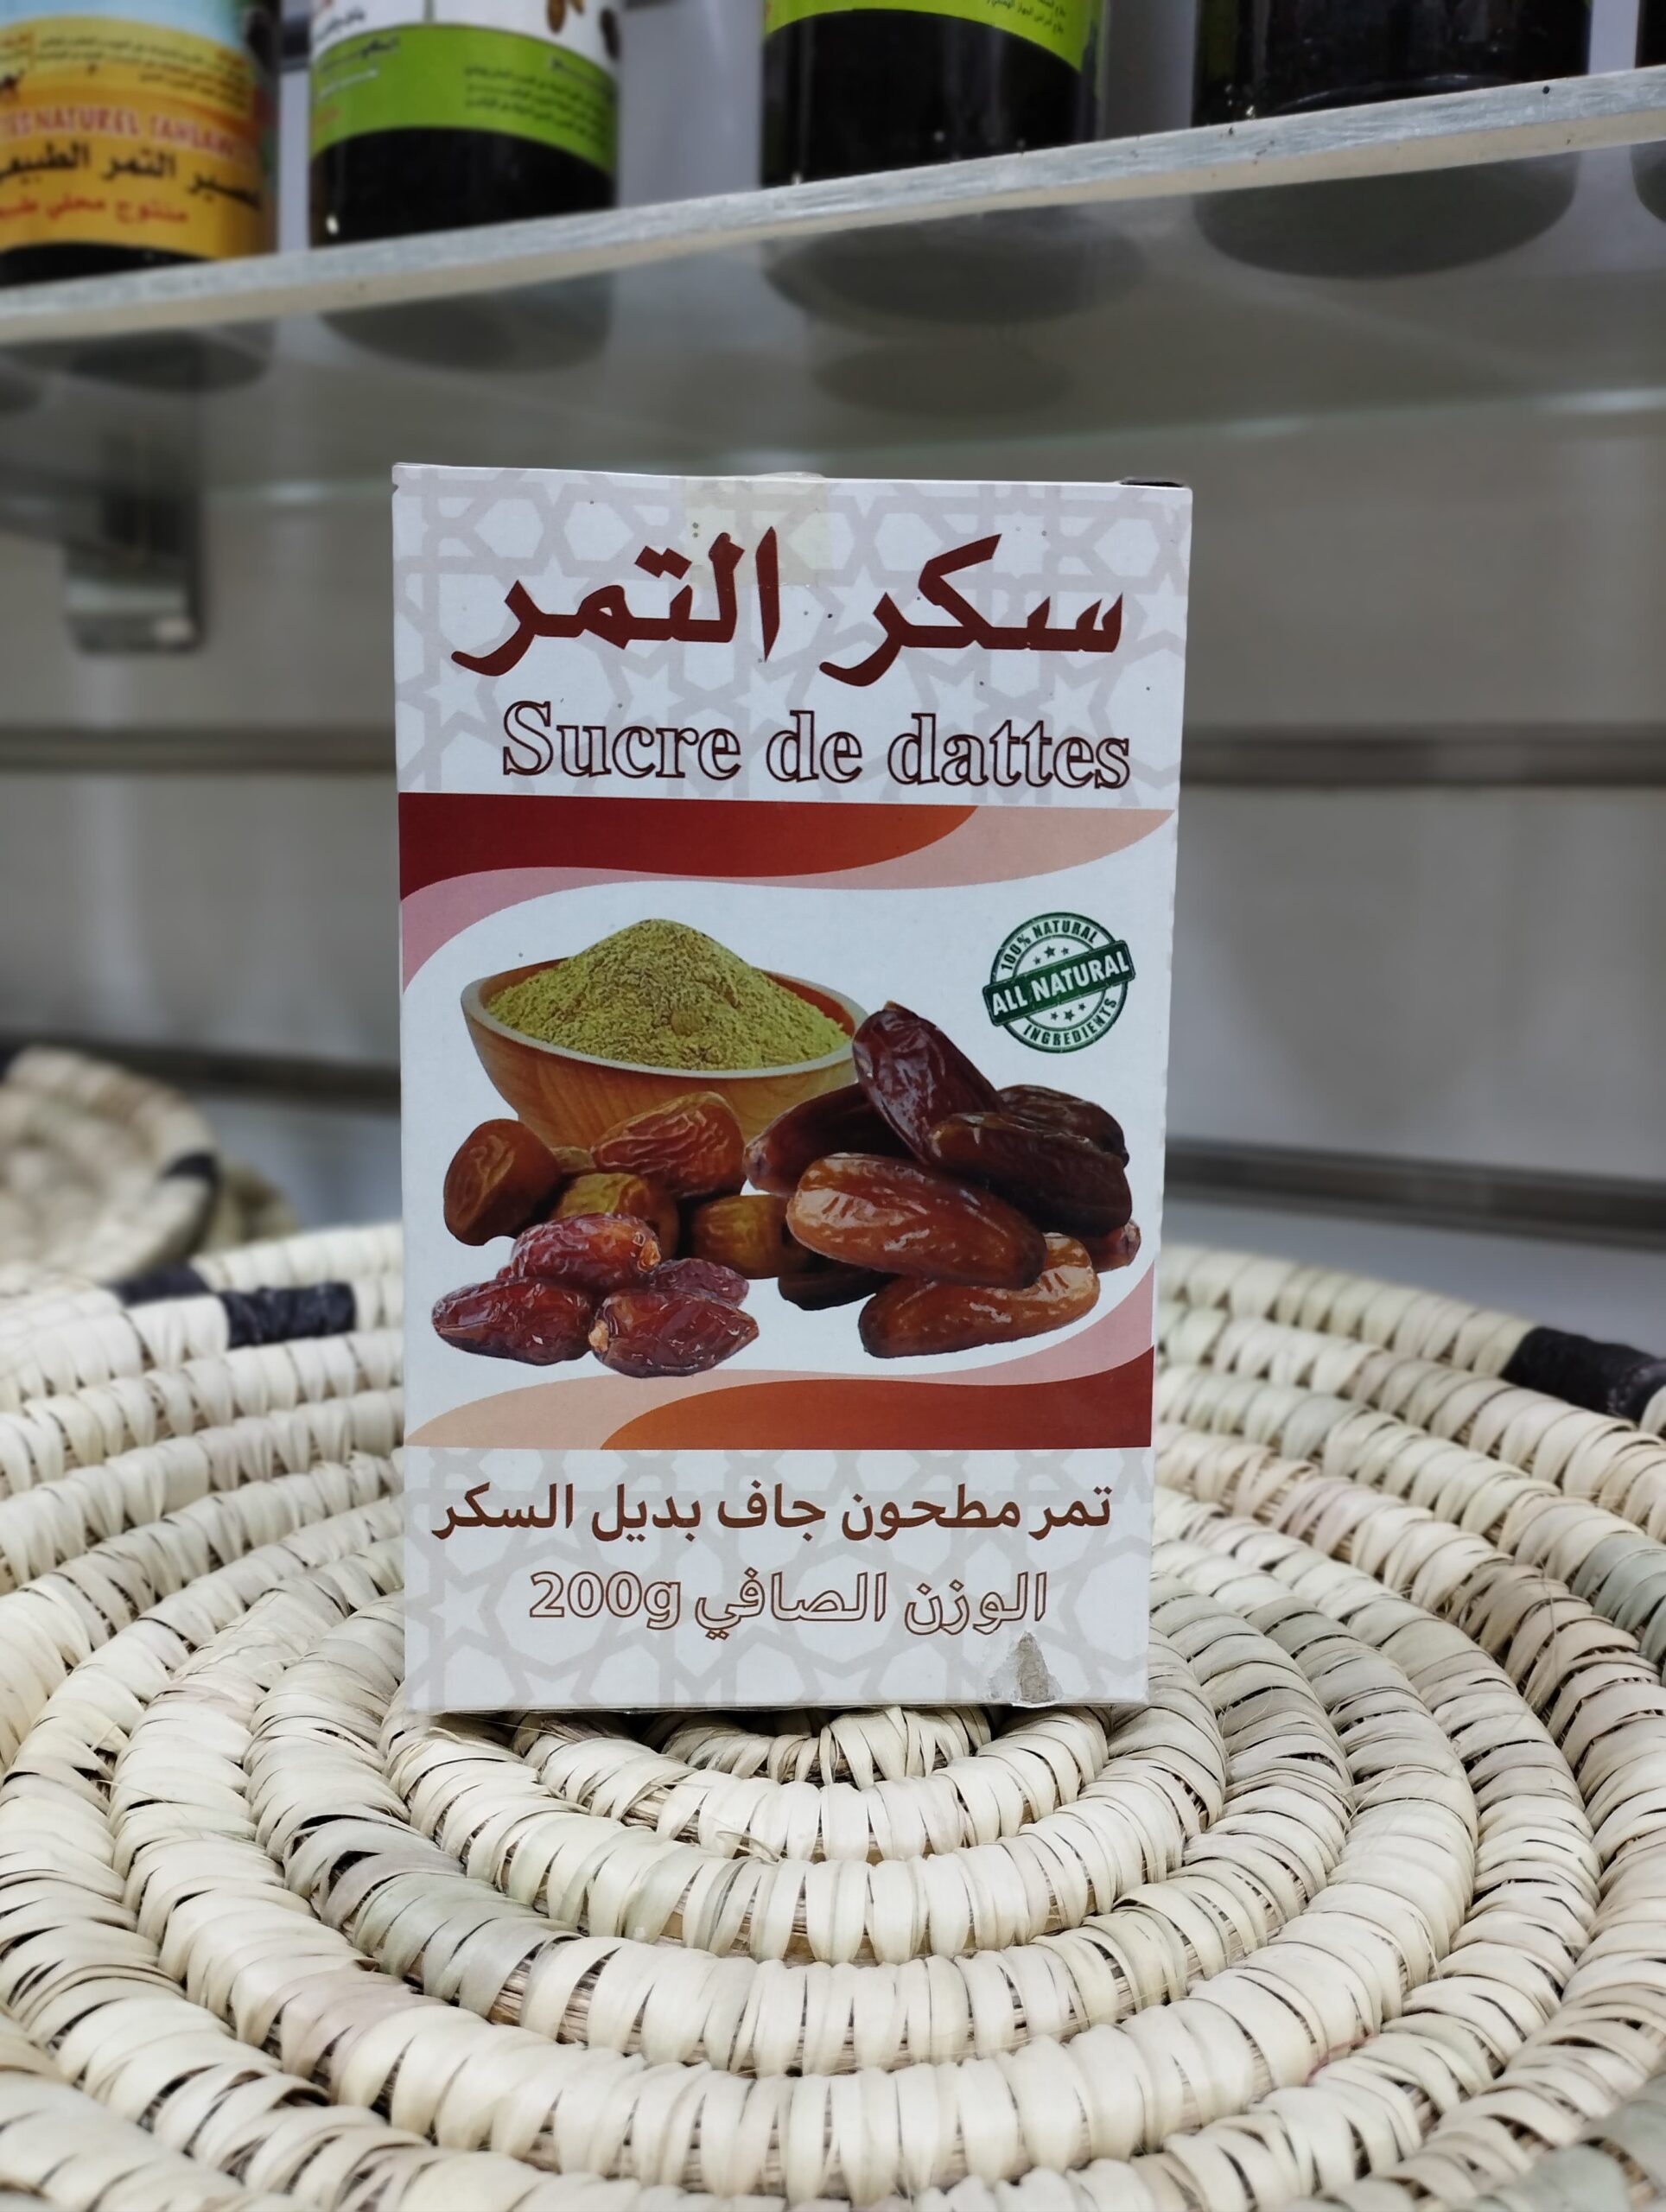 التمر الطبيعي
سكر التمر
Sucre de dattes
100% NATURAL
ALL NATURAL
INGREDIENTS
تمر مطحون جاف بديل السكر
الوزن الصافي 200g